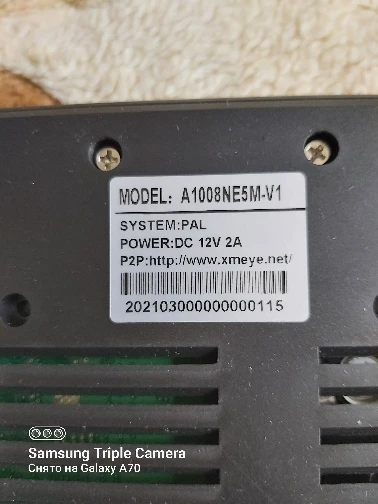 MODEL: A1008NE5M-V1
SYSTEM:PAL
POWER:DC 12V 2A
P2P:http://www.xmeye.net/
202103000000000115
Samsung Triple Camera
Снято на Galaxy A70